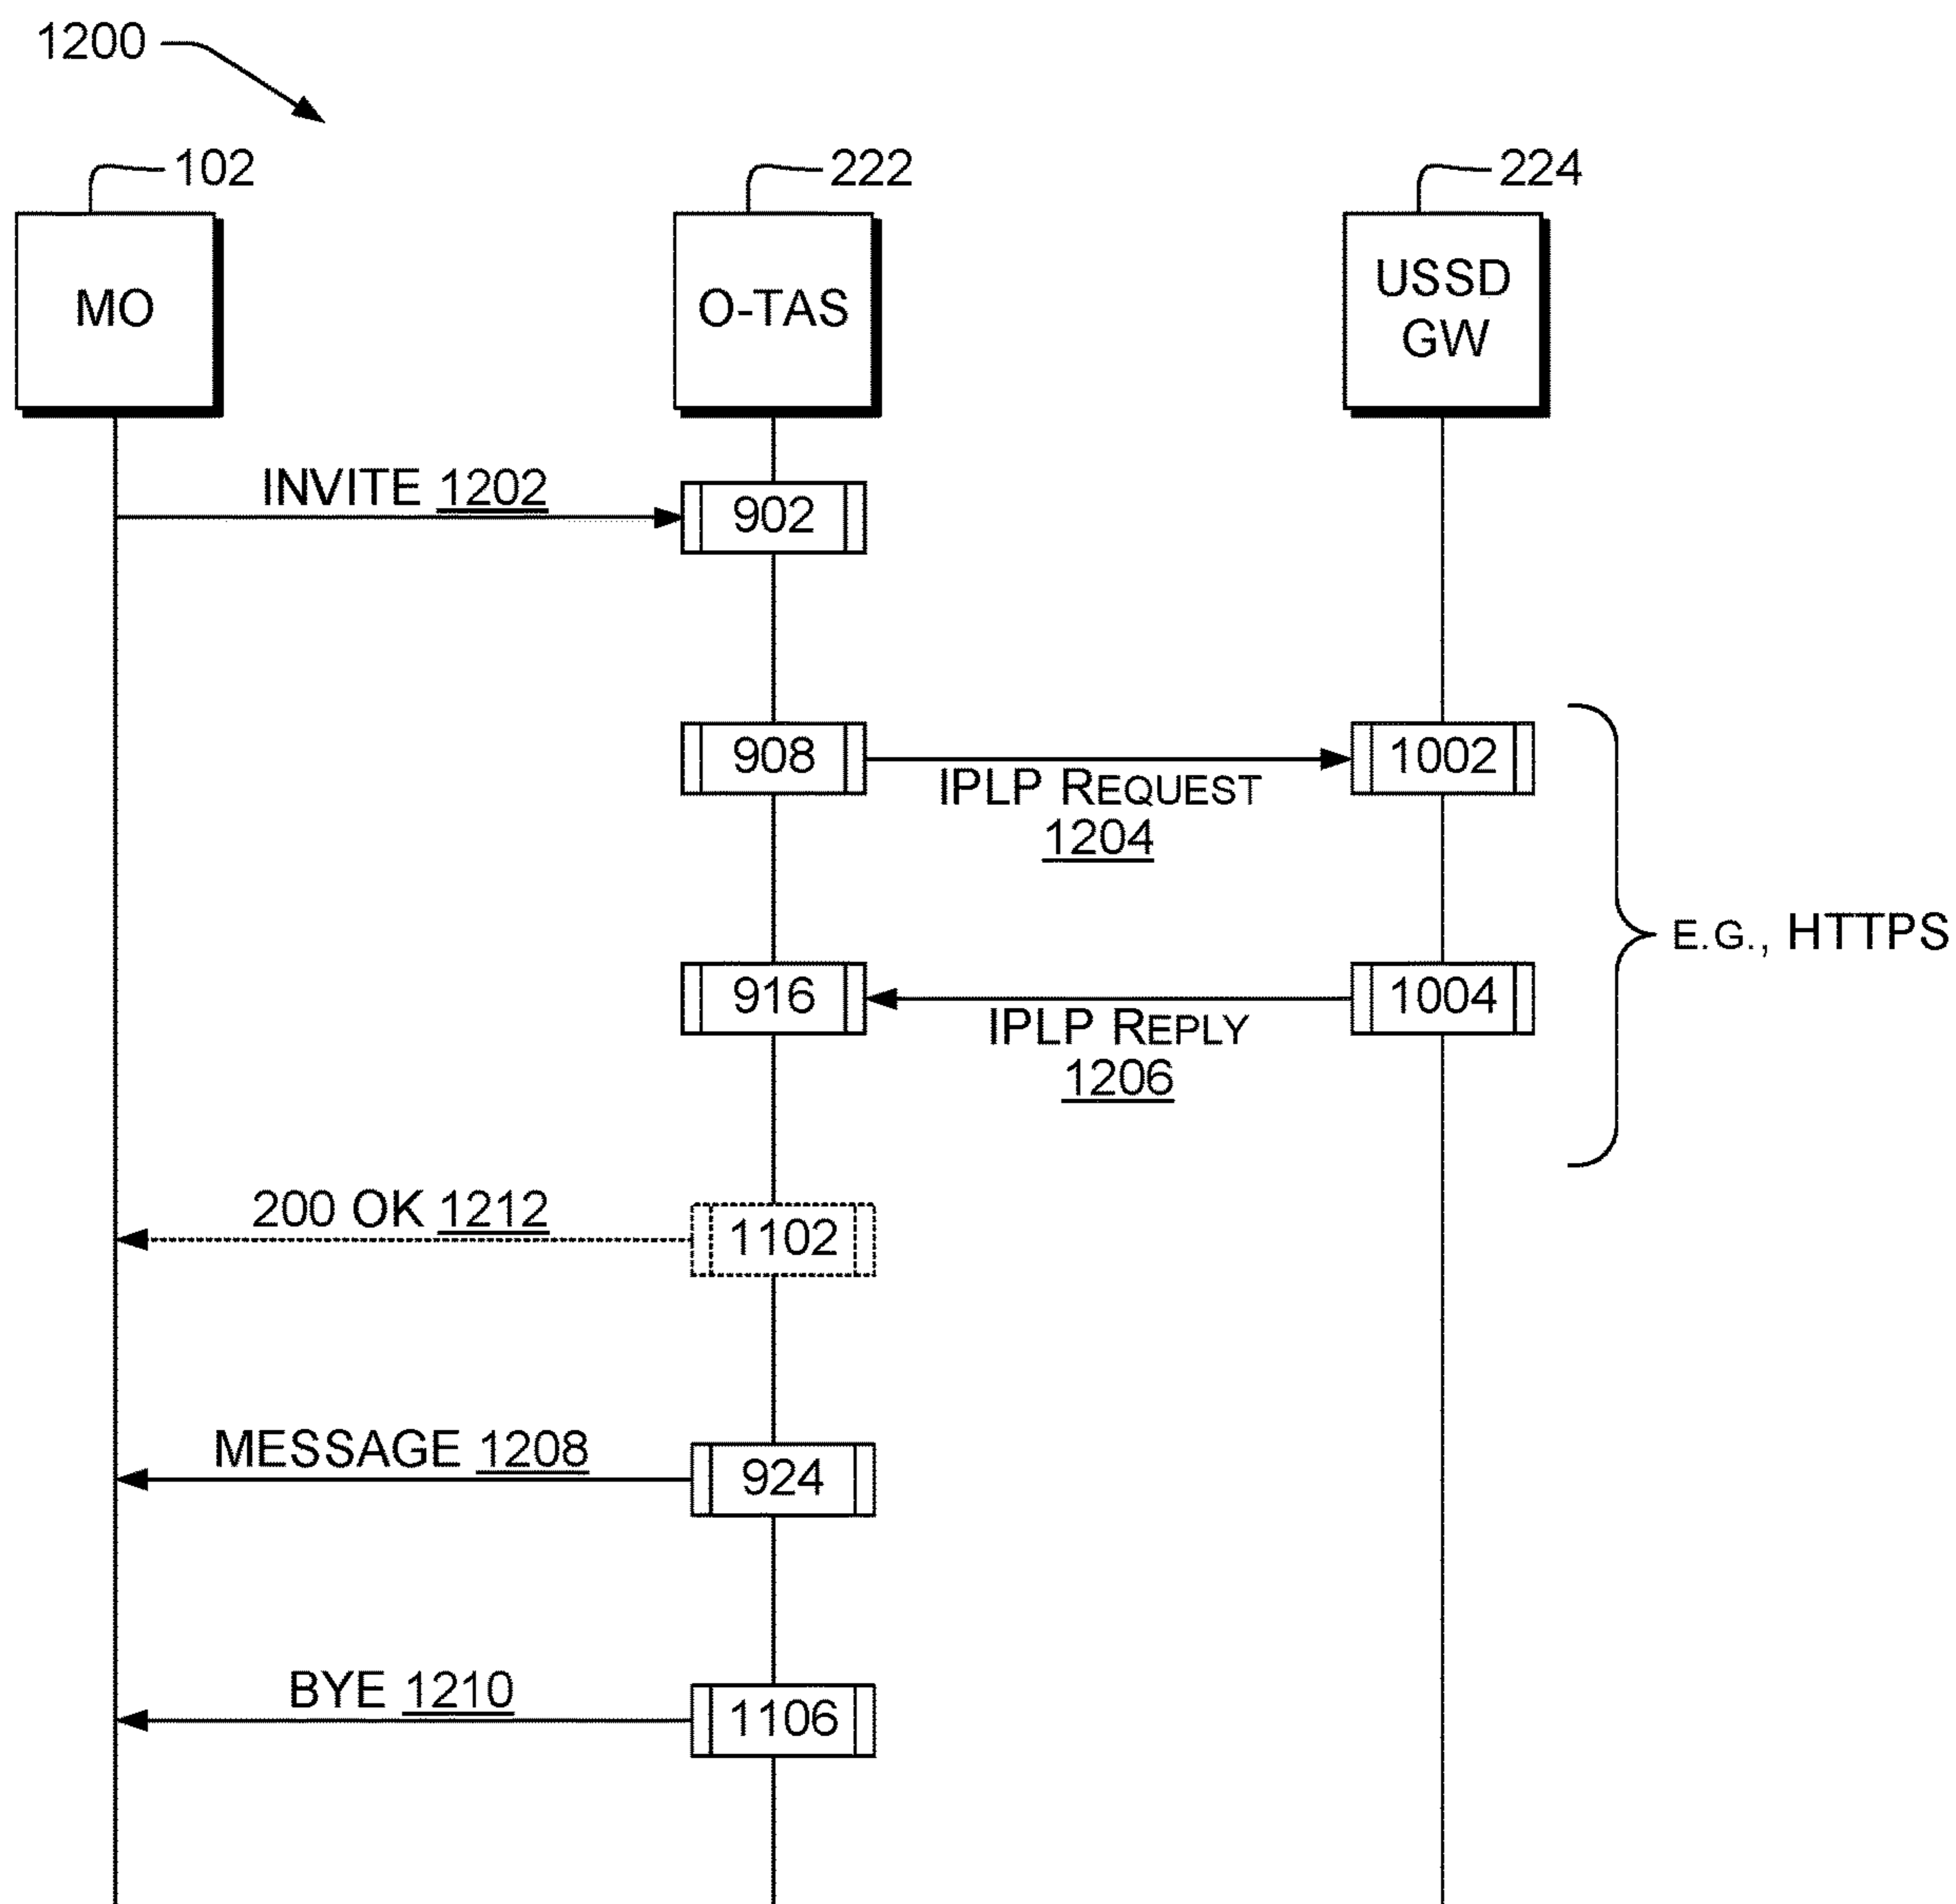 1200
102
222
224
MO
O-TAS
USSD
GW
INVITE 1202
902
908
1002
IPLP REQUEST
1204
E.G., HTTPS
916
1004
IPLP REPLY
1206
200 OK 1212
1102
MESSAGE 1208
924
BYE 1210
1106